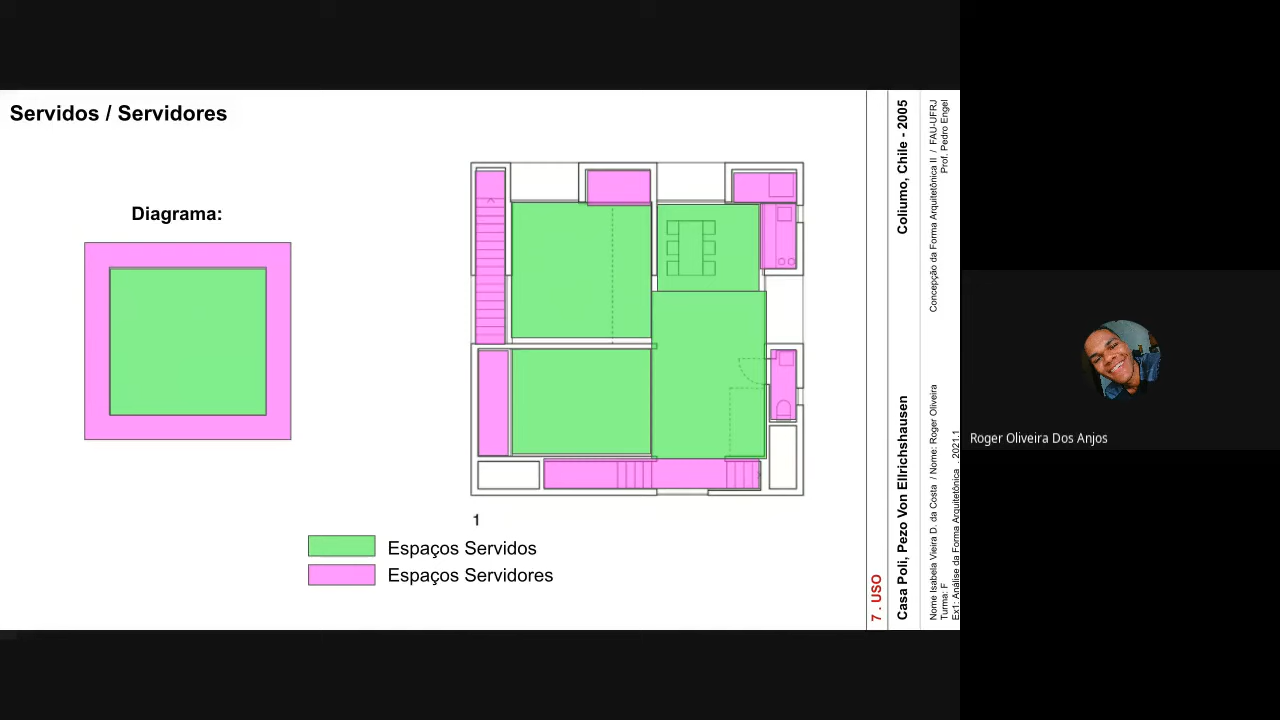 Servidos / Servidores
Diagrama:
1
Espaços Servidos
Espaços Servidores
7 . USO
Casa Poli, Pezo Von Ellrichshausen
Coliumo, Chile - 2005
Nome Isabela Vieira D. da Costa / Nome: Roger Oliveira
Turma: F
Ex1: Análise da Forma Arquitetônica . 2021.1
Concepção da Forma Arquitetônica II / FAU-UFRJ
Prof. Pedro Engel
Roger Oliveira Dos Anjos